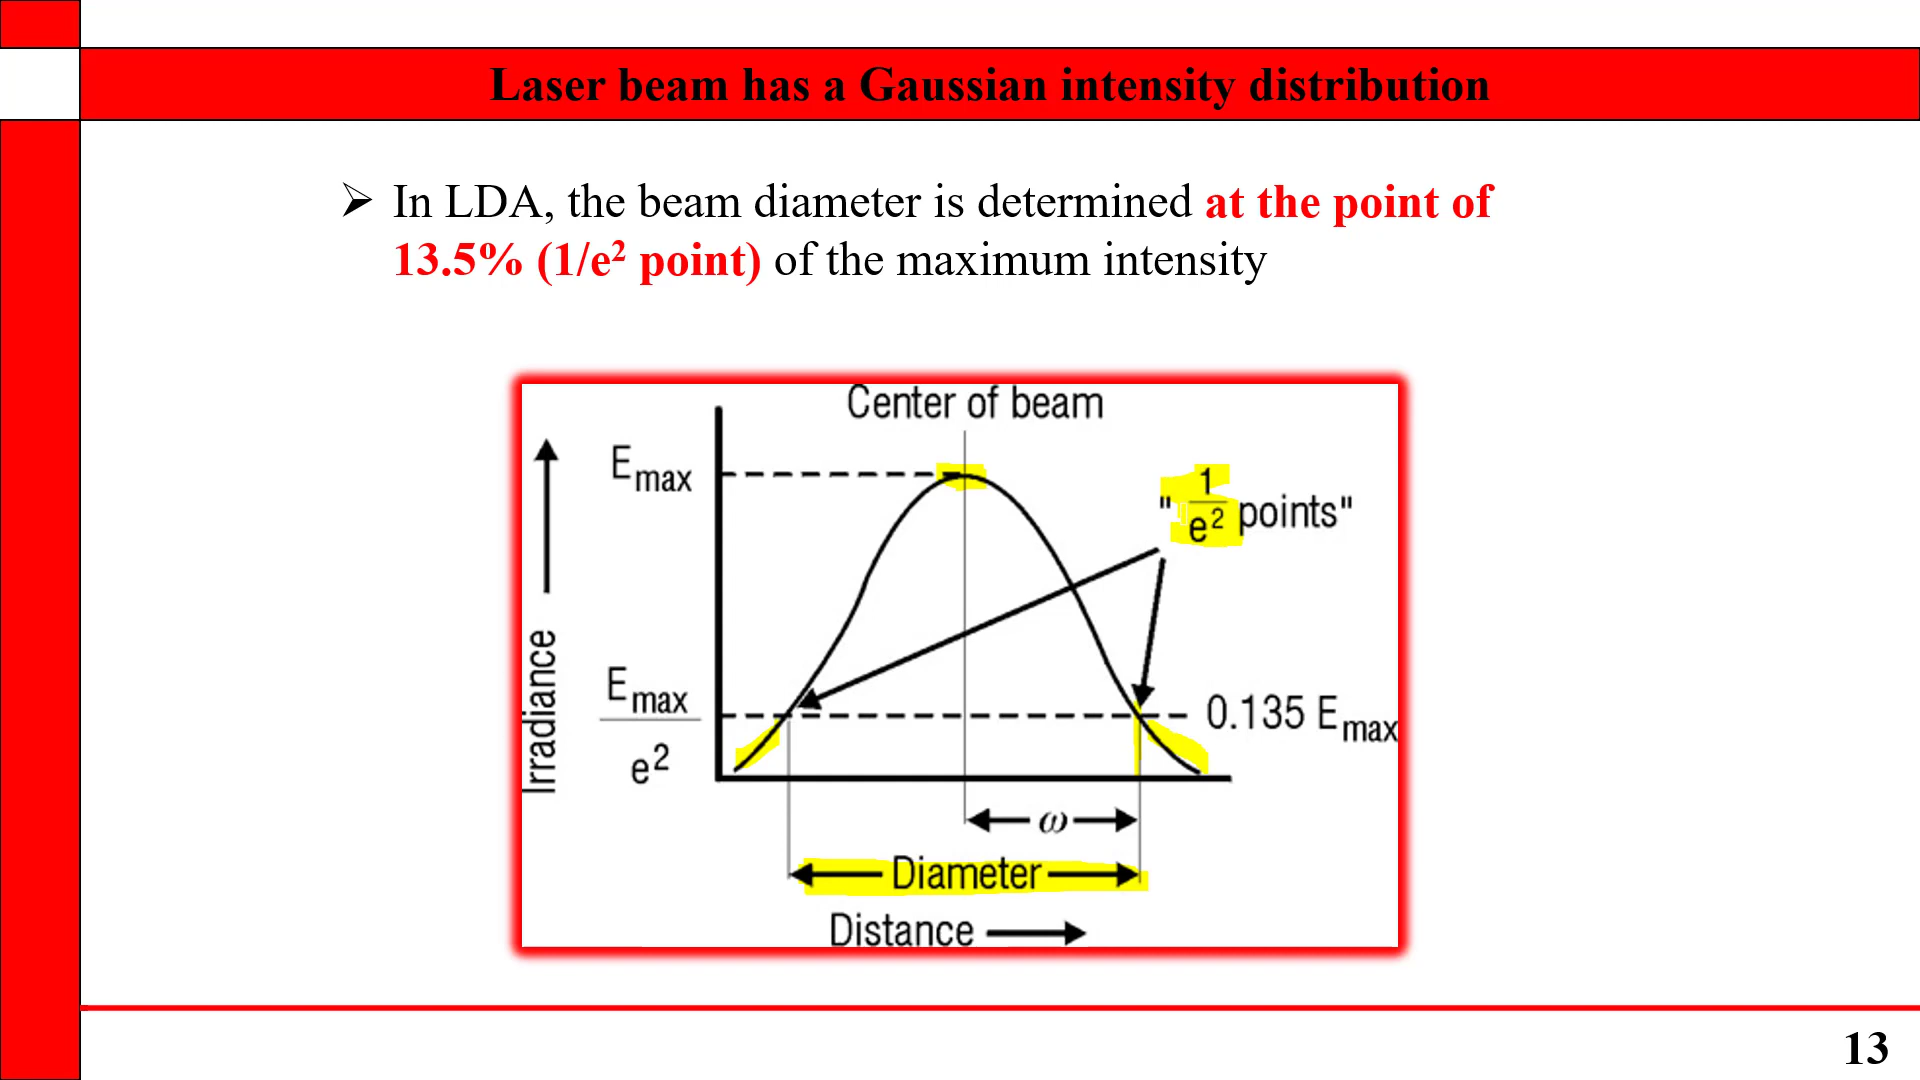 Laser beam has a Gaussian intensity distribution
➢ In LDA, the beam diameter is determined at the point of
13.5% (1/e² point) of the maximum intensity
Center of beam
Emax
" 1/e² points"
Irradiance
Emax/e²
0.135 Emax
ω
Diameter
Distance
13